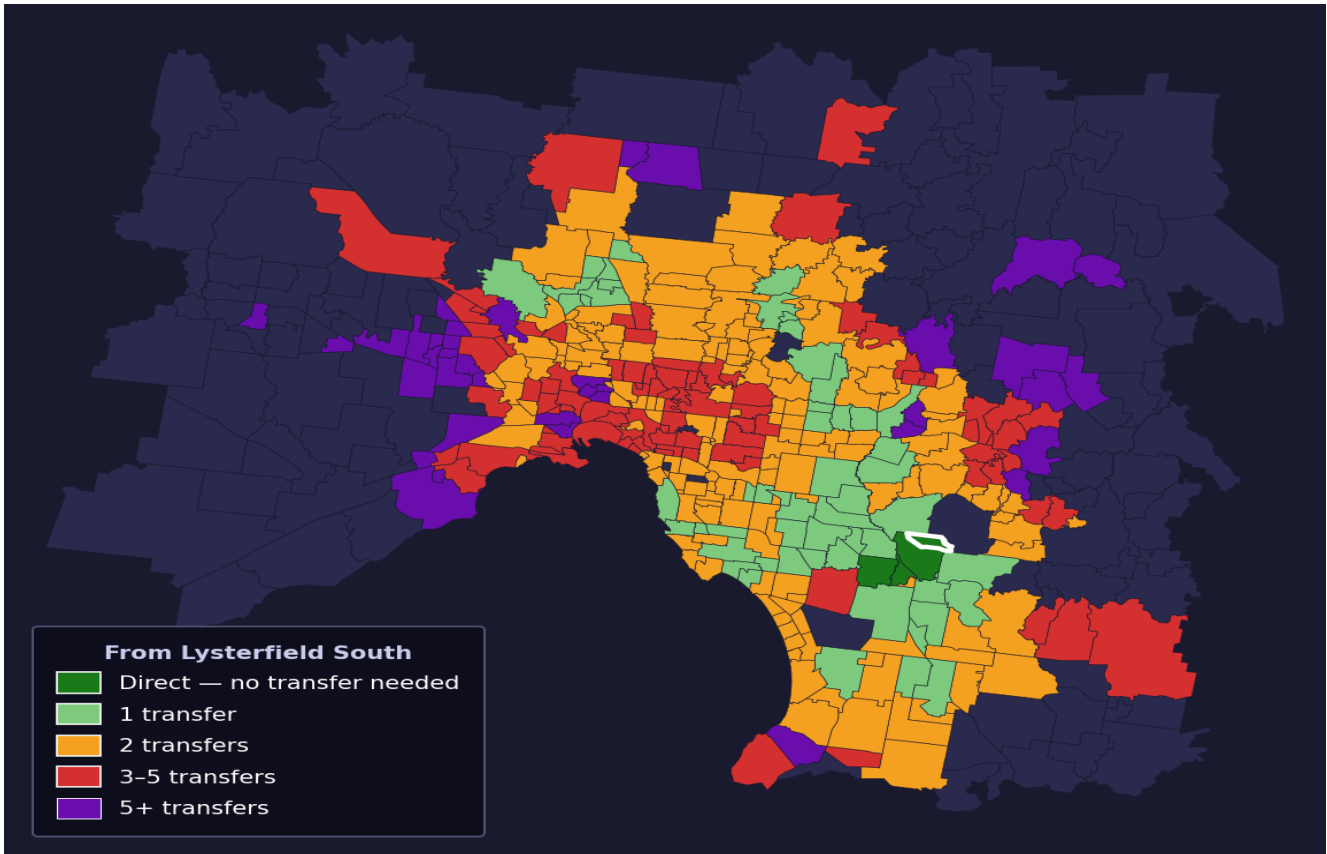 From Lysterfield South
Direct — no transfer needed
1 transfer
2 transfers
3–5 transfers
5+ transfers